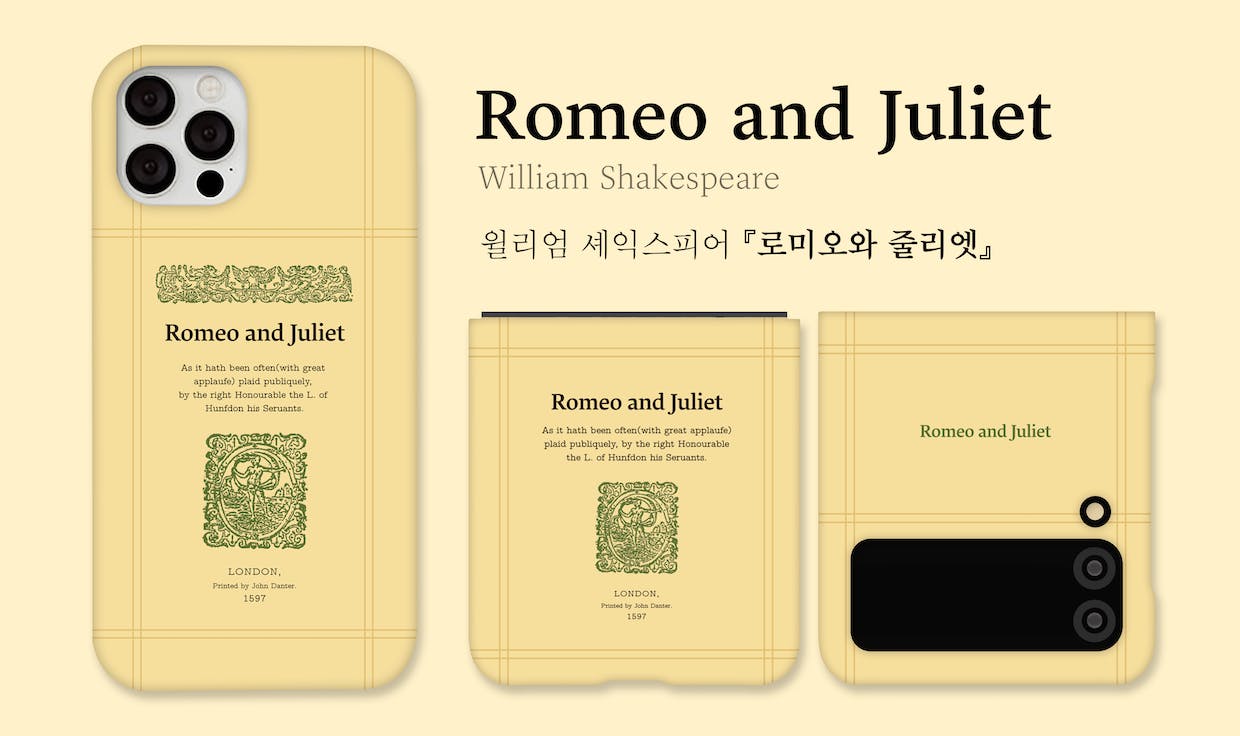 Romeo and Juliet
William Shakespeare
윌리엄 셰익스피어 『로미오와 줄리엣』
Romeo and Juliet
As it hath been often(with great
applaufe) plaid publiquely,
by the right Honourable the L. of
Hunfdon his Seruants.
LONDON,
Printed by John Danter.
1597
Romeo and Juliet
As it hath been often(with great applaufe)
plaid publiquely, by the right Honourable
the L. of Hunfdon his Seruants.
LONDON,
Printed by John Danter.
1597
Romeo and Juliet